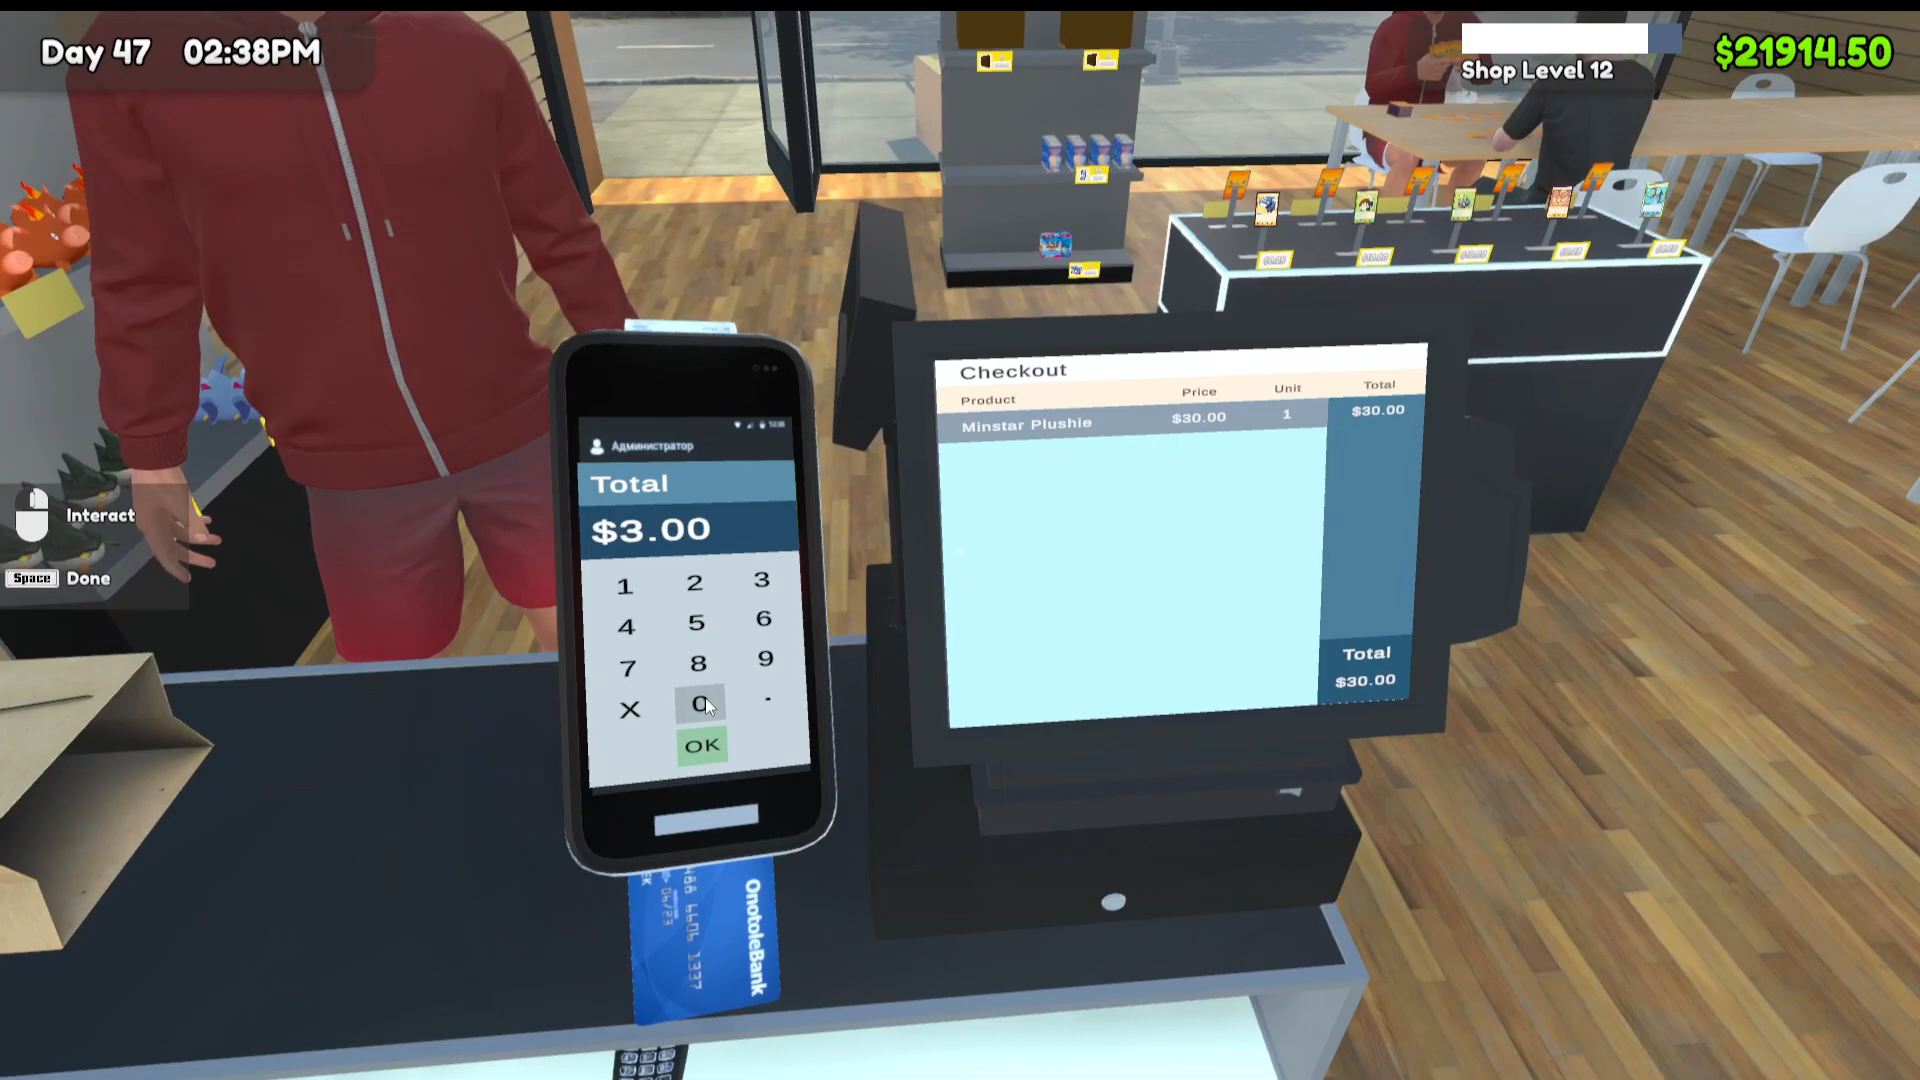 Day 47 02:38PM
Shop Level 12
$21914.50
Interact
Space Done
Администратор
Total
$3.00
1 2 3
4 5 6
7 8 9
X 0 .
OK
Checkout
Product Price Unit Total
Minstar Plushie $30.00 1 $30.00
Total
$30.00
OnotoleBank